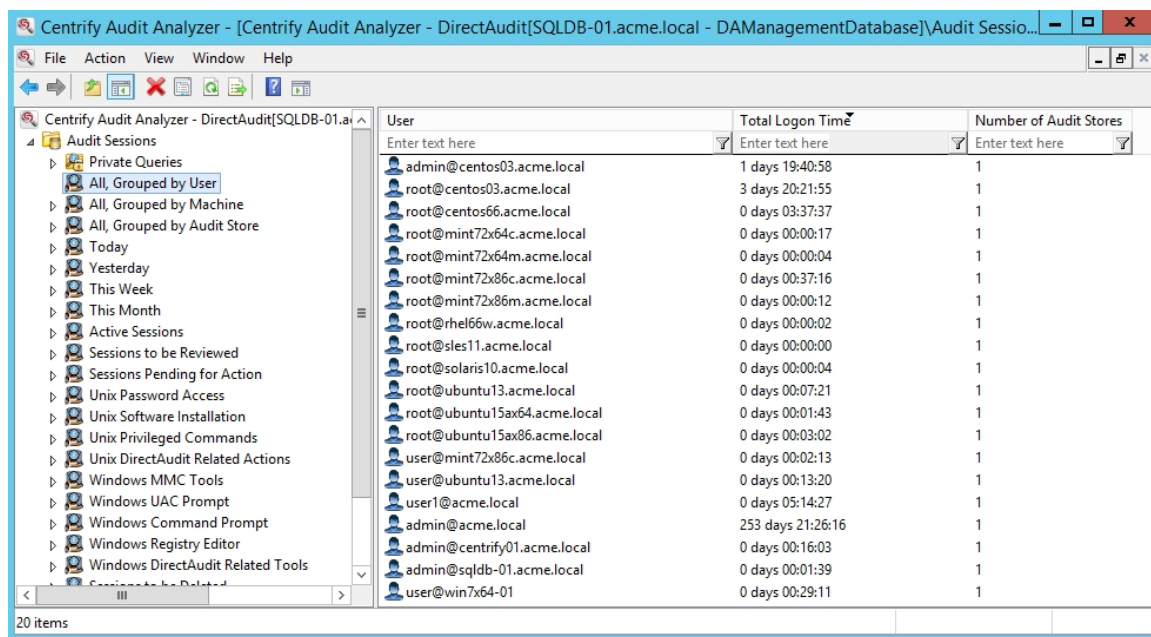 Centrify Audit Analyzer - [Centrify Audit Analyzer - DirectAudit[SQLDB-01.acme.local - DAManagementDatabase]\Audit Sessio...
File Action View Window Help
Centrify Audit Analyzer - DirectAudit[SQLDB-01.a
Audit Sessions
Private Queries
All, Grouped by User
All, Grouped by Machine
All, Grouped by Audit Store
Today
Yesterday
This Week
This Month
Active Sessions
Sessions to be Reviewed
Sessions Pending for Action
Unix Password Access
Unix Software Installation
Unix Privileged Commands
Unix DirectAudit Related Actions
Windows MMC Tools
Windows UAC Prompt
Windows Command Prompt
Windows Registry Editor
Windows DirectAudit Related Tools
User Total Logon Time Number of Audit Stores
Enter text here Enter text here Enter text here
admin@centos03.acme.local 1 days 19:40:58 1
root@centos03.acme.local 3 days 20:21:55 1
root@centos66.acme.local 0 days 03:37:37 1
root@mint72x64c.acme.local 0 days 00:00:17 1
root@mint72x64m.acme.local 0 days 00:00:04 1
root@mint72x86c.acme.local 0 days 00:37:16 1
root@mint72x86m.acme.local 0 days 00:00:12 1
root@rhel66w.acme.local 0 days 00:00:02 1
root@sles11.acme.local 0 days 00:00:00 1
root@solaris10.acme.local 0 days 00:00:04 1
root@ubuntu13.acme.local 0 days 00:07:21 1
root@ubuntu15ax64.acme.local 0 days 00:01:43 1
root@ubuntu15ax86.acme.local 0 days 00:03:02 1
user@mint72x86c.acme.local 0 days 00:02:13 1
user@ubuntu13.acme.local 0 days 00:13:20 1
user1@acme.local 0 days 05:14:27 1
admin@acme.local 253 days 21:26:16 1
admin@centrify01.acme.local 0 days 00:16:03 1
admin@sqldb-01.acme.local 0 days 00:01:39 1
user@win7x64-01 0 days 00:29:11 1
20 items